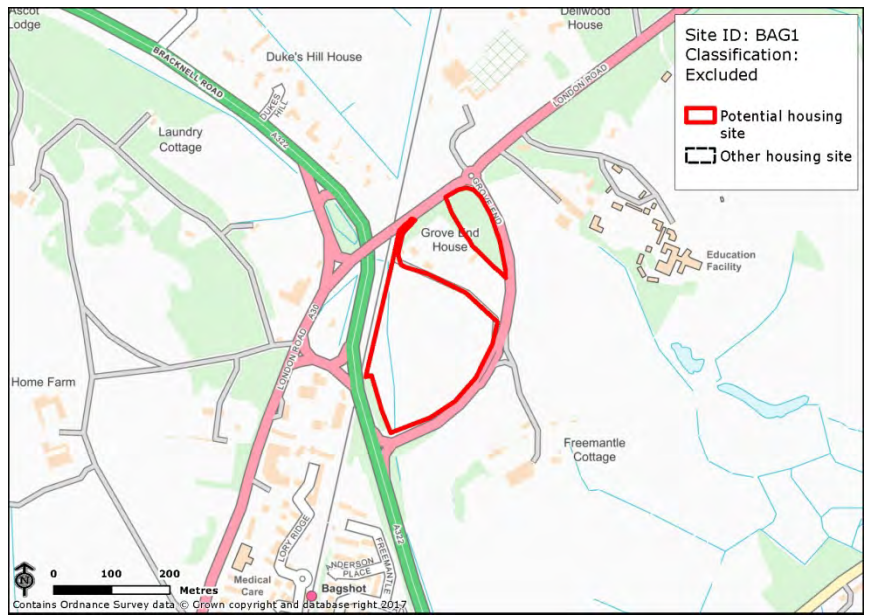 Ascot
Lodge
Dellwood
House
Site ID: BAG1
Classification:
Excluded
Potential housing
site
Other housing site
Duke's Hill House
BRACKNELL ROAD
DUKES
HILL
A322
LONDON ROAD
Laundry
Cottage
GROVE END
Grove End
House
Education
Facility
LONDON ROAD A30
Home Farm
Freemantle
Cottage
A322
LORY RIDGE
ANDERSON
PLACE
FREEMANTLE
Medical
Care
Bagshot
N
0 100 200
Metres
Contains Ordnance Survey data © Crown copyright and database right 2017